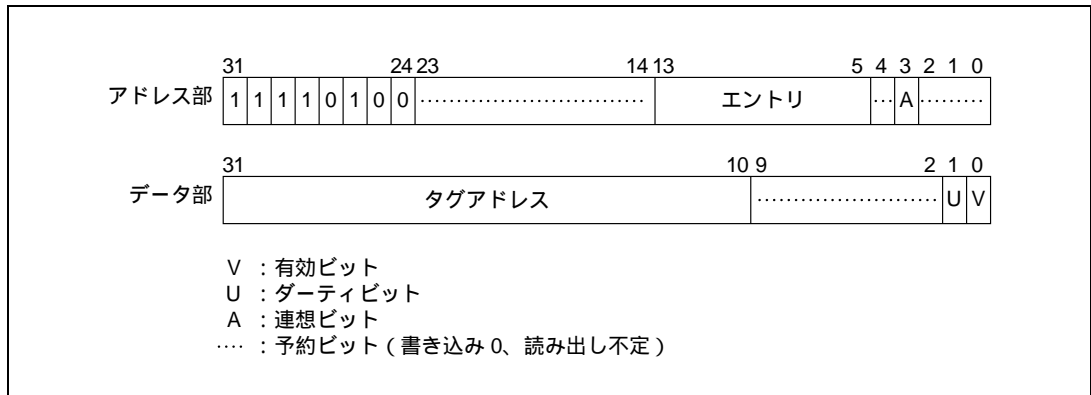 31 24 23 14 13 5 4 3 2 1 0
アドレス部 1 1 1 1 0 1 0 0 ‥‥‥‥‥‥‥‥ エントリ ‥ A ‥‥‥
31 10 9 2 1 0
データ部 タグアドレス ‥‥‥‥‥‥‥‥ U V
V : 有効ビット
U : ダーティビット
A : 連想ビット
‥‥ : 予約ビット ( 書き込み 0、読み出し不定 )